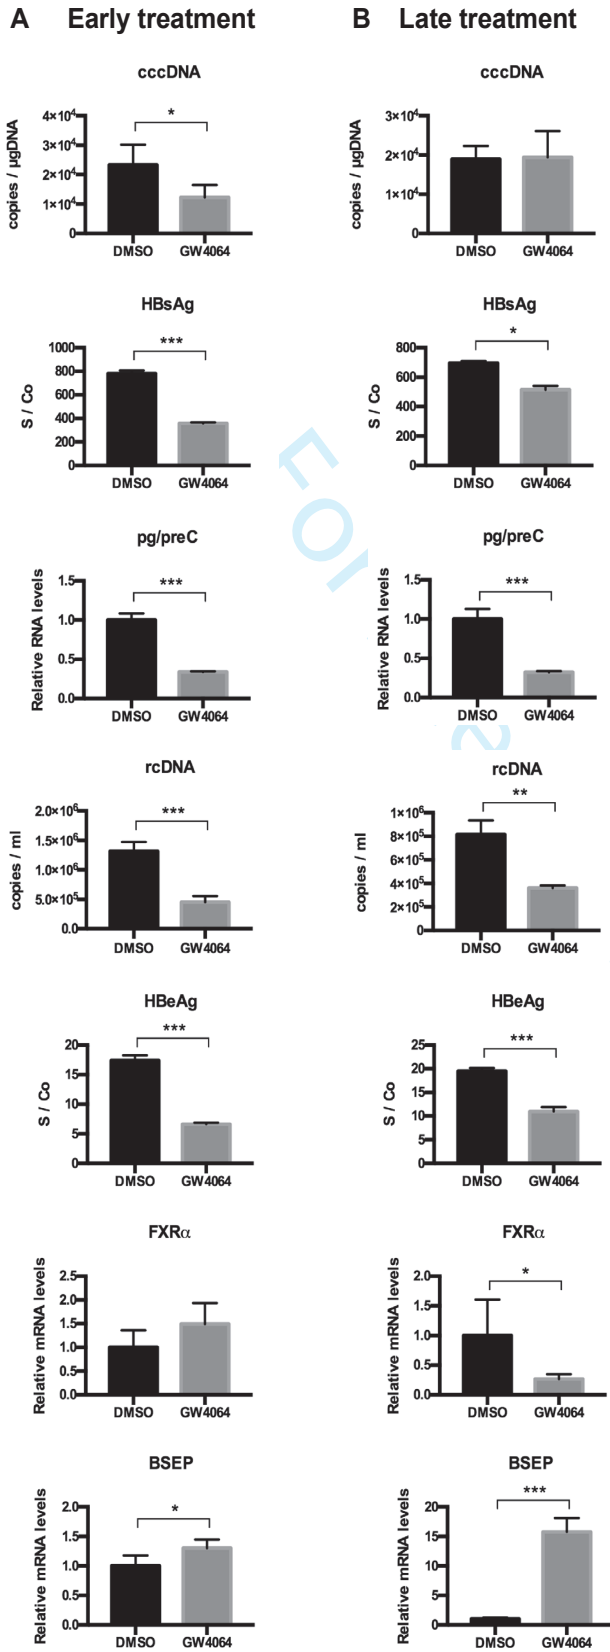 A Early treatment
cccDNA
copies / µgDNA
4×10⁴
3×10⁴
2×10⁴
1×10⁴
0
*
DMSO GW4064
HBsAg
S / Co
1000
800
600
400
200
0
***
DMSO GW4064
pg/preC
Relative RNA levels
1.5
1.0
0.5
0.0
***
DMSO GW4064
rcDNA
copies / ml
2.0×10⁶
1.5×10⁶
1.0×10⁶
5.0×10⁵
0.0
***
DMSO GW4064
HBeAg
S / Co
20
15
10
5
0
***
DMSO GW4064
FXRα
Relative mRNA levels
2.5
2.0
1.5
1.0
0.5
0.0
DMSO GW4064
BSEP
Relative mRNA levels
2.0
1.5
1.0
0.5
0.0
*
DMSO GW4064
B Late treatment
cccDNA
copies / µgDNA
3×10⁴
2×10⁴
1×10⁴
0
DMSO GW4064
HBsAg
S / Co
800
600
400
200
0
*
DMSO GW4064
pg/preC
Relative RNA levels
1.5
1.0
0.5
0.0
***
DMSO GW4064
rcDNA
copies / ml
1×10⁶
8×10⁵
6×10⁵
4×10⁵
2×10⁵
0
**
DMSO GW4064
HBeAg
S / Co
25
20
15
10
5
0
***
DMSO GW4064
FXRα
Relative mRNA levels
2.0
1.5
1.0
0.5
0.0
*
DMSO GW4064
BSEP
Relative mRNA levels
20
15
10
5
0
***
DMSO GW4064